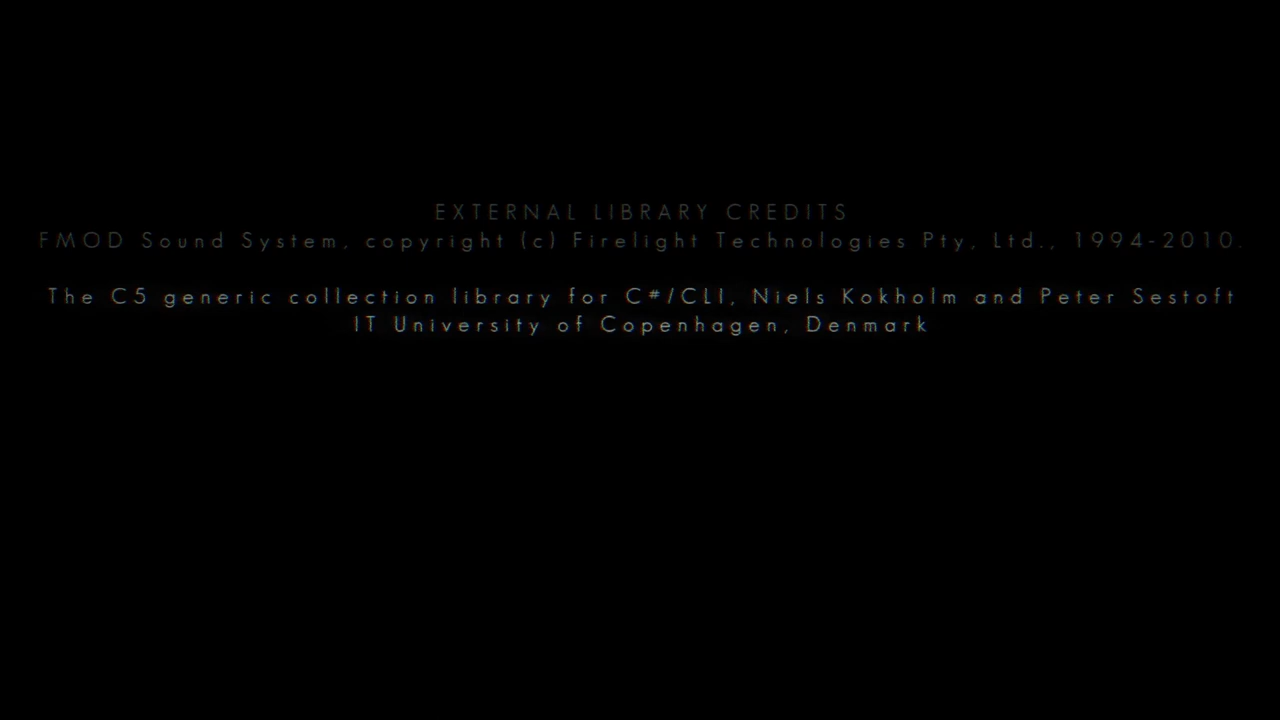 EXTERNAL LIBRARY CREDITS
FMOD Sound System, copyright (c) Firelight Technologies Pty, Ltd., 1994-2010.
The C5 generic collection library for C#/CLI, Niels Kokholm and Peter Sestoft
IT University of Copenhagen, Denmark